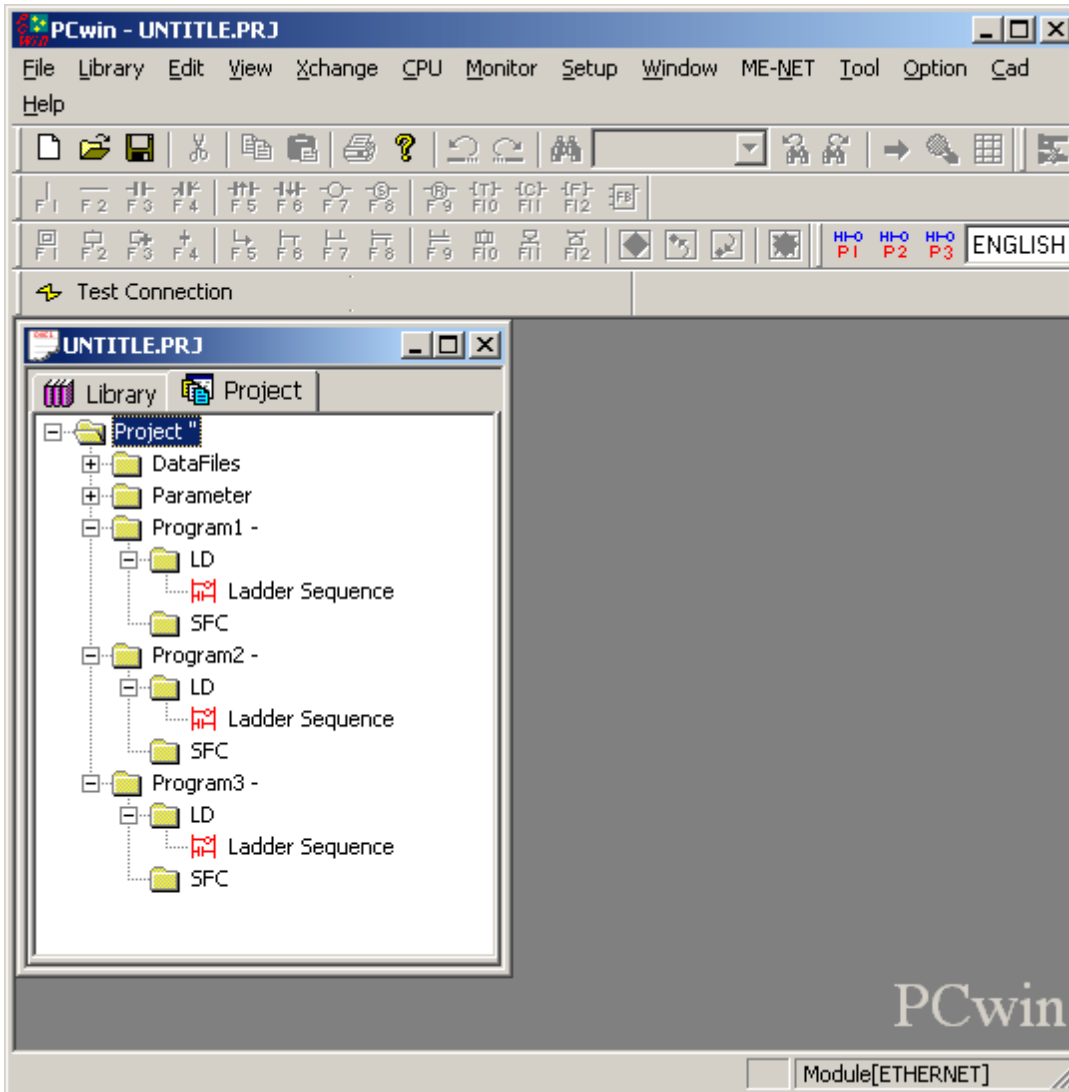 PCwin - UNTITLE.PRJ
File Library Edit View Xchange CPU Monitor Setup Window ME-NET Tool Option Cad
Help
F1 F2 F3 F4 F5 F6 F7 F8 F9 F10 F11 F12 FB
F1 F2 F3 F4 F5 F6 F7 F8 F9 F10 F11 F12 P1 P2 P3 ENGLISH
Test Connection
UNTITLE.PRJ
Library Project
Project "
DataFiles
Parameter
Program1 -
LD
Ladder Sequence
SFC
Program2 -
LD
Ladder Sequence
SFC
Program3 -
LD
Ladder Sequence
SFC
PCwin
Module[ETHERNET]